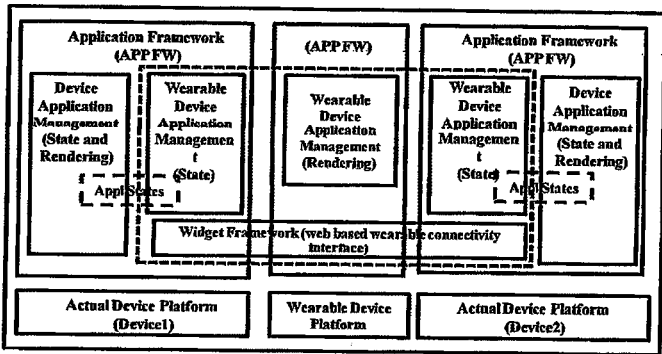 Application Framework
(APP FW)
(APP FW)
Application Framework
(APP FW)
Device
Application
Management
(State and
Rendering)
Wearable
Device
Application
Managemen
t
(State)
Wearable
Device
Application
Management
(Rendering)
Wearable
Device
Application
Managemen
t
(State)
Device
Application
Management
(State and
Rendering)
Appl States
Appl States
Widget Framework (web based wearable connectivity
interface)
Actual Device Platform
(Device1)
Wearable Device
Platform
Actual Device Platform
(Device2)